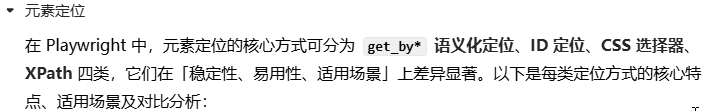 元素定位
在 Playwright 中，元素定位的核心方式可分为 get_by* 语义化定位、ID 定位、CSS 选择器、
XPath 四类，它们在「稳定性、易用性、适用场景」上差异显著。以下是每类定位方式的核心特
点、适用场景及对比分析：